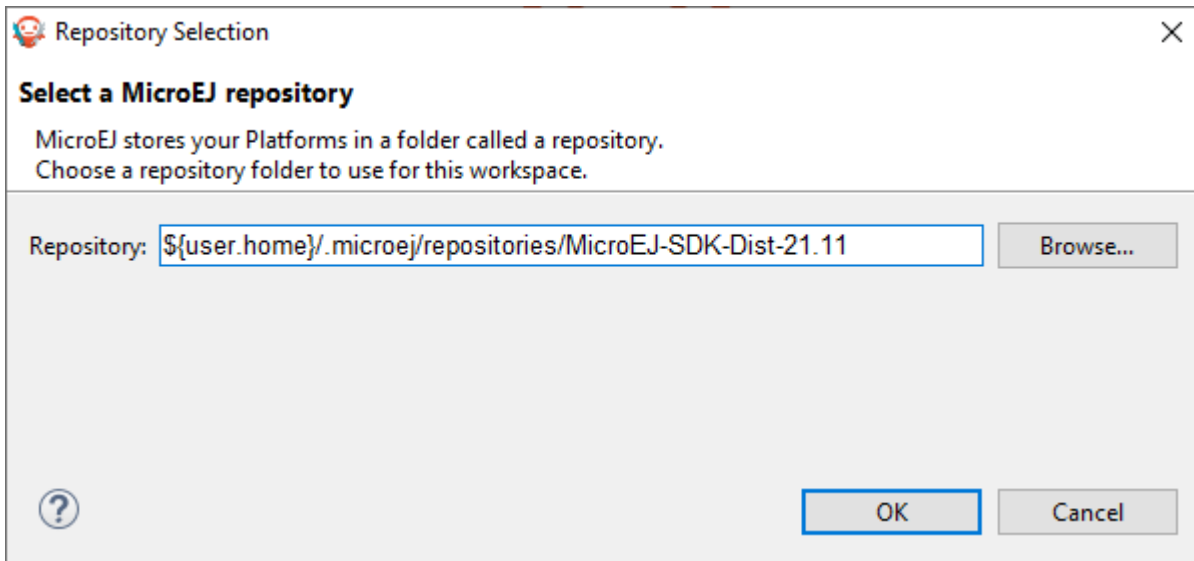 Repository Selection
Select a MicroEJ repository
MicroEJ stores your Platforms in a folder called a repository.
Choose a repository folder to use for this workspace.
Repository: ${user.home}/.microej/repositories/MicroEJ-SDK-Dist-21.11 Browse...
? OK Cancel